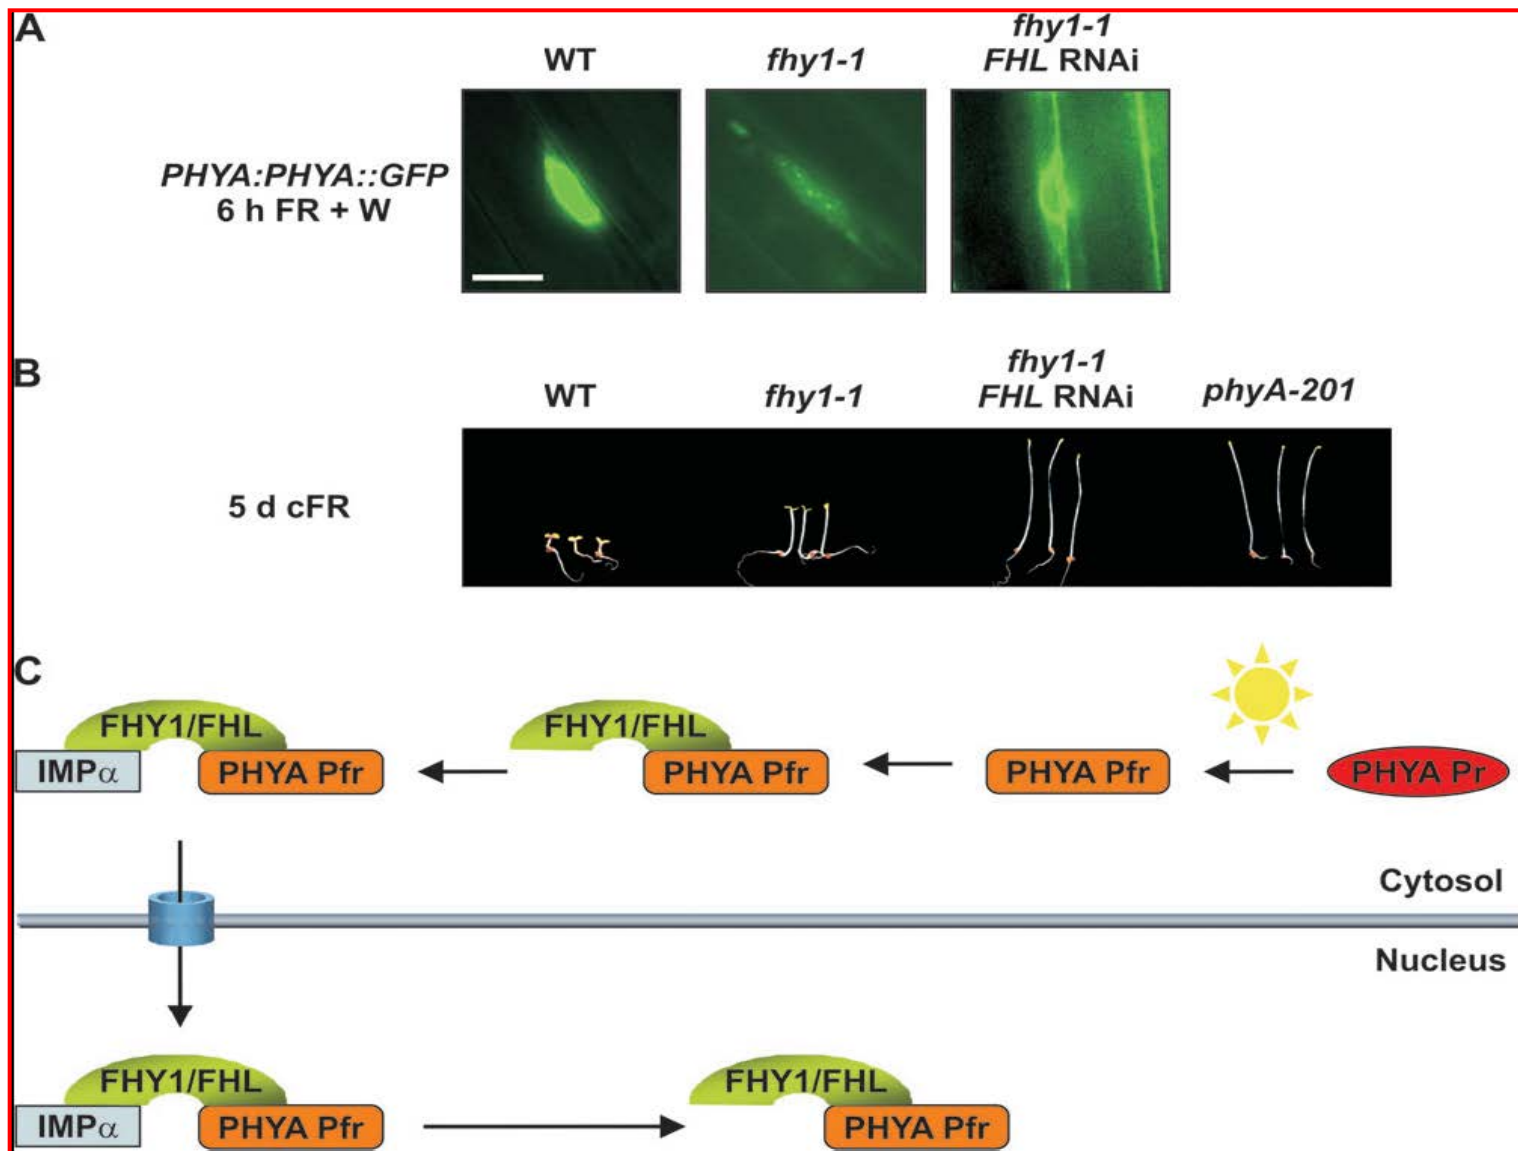 A
WT
fhy1-1
fhy1-1
FHL RNAi
PHYA:PHYA::GFP
6 h FR + W
B
WT
fhy1-1
fhy1-1
FHL RNAi
phyA-201
5 d cFR
C
FHY1/FHL
IMPα
PHYA Pfr
FHY1/FHL
PHYA Pfr
PHYA Pfr
PHYA Pr
Cytosol
Nucleus
FHY1/FHL
IMPα
PHYA Pfr
FHY1/FHL
PHYA Pfr